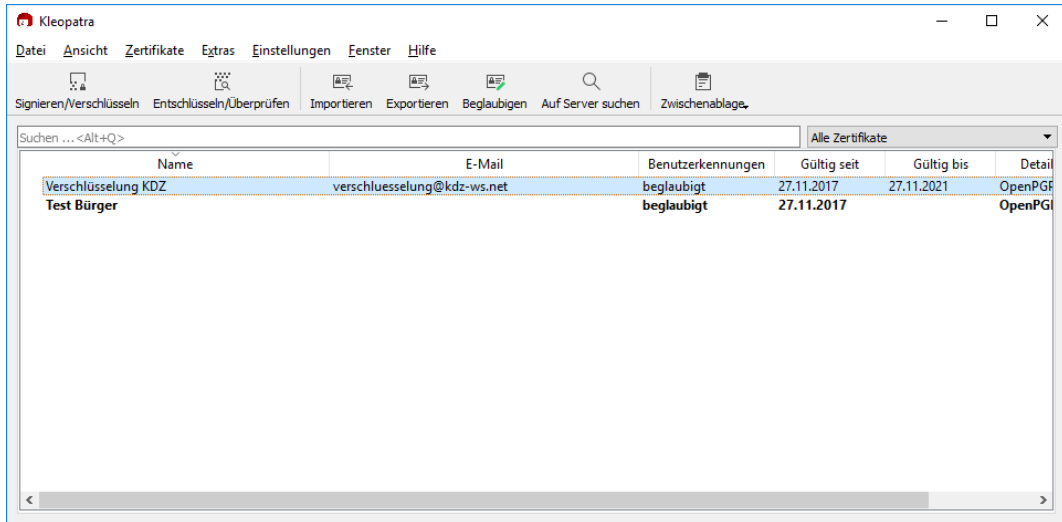 Kleopatra
Datei Ansicht Zertifikate Extras Einstellungen Fenster Hilfe
Signieren/Verschlüsseln Entschlüsseln/Überprüfen Importieren Exportieren Beglaubigen Auf Server suchen Zwischenablage
Suchen ...<Alt+Q> Alle Zertifikate
Name E-Mail Benutzerkennungen Gültig seit Gültig bis Detail
Verschlüsselung KDZ verschluesselung@kdz-ws.net beglaubigt 27.11.2017 27.11.2021 OpenPGP
Test Bürger beglaubigt 27.11.2017 OpenPG